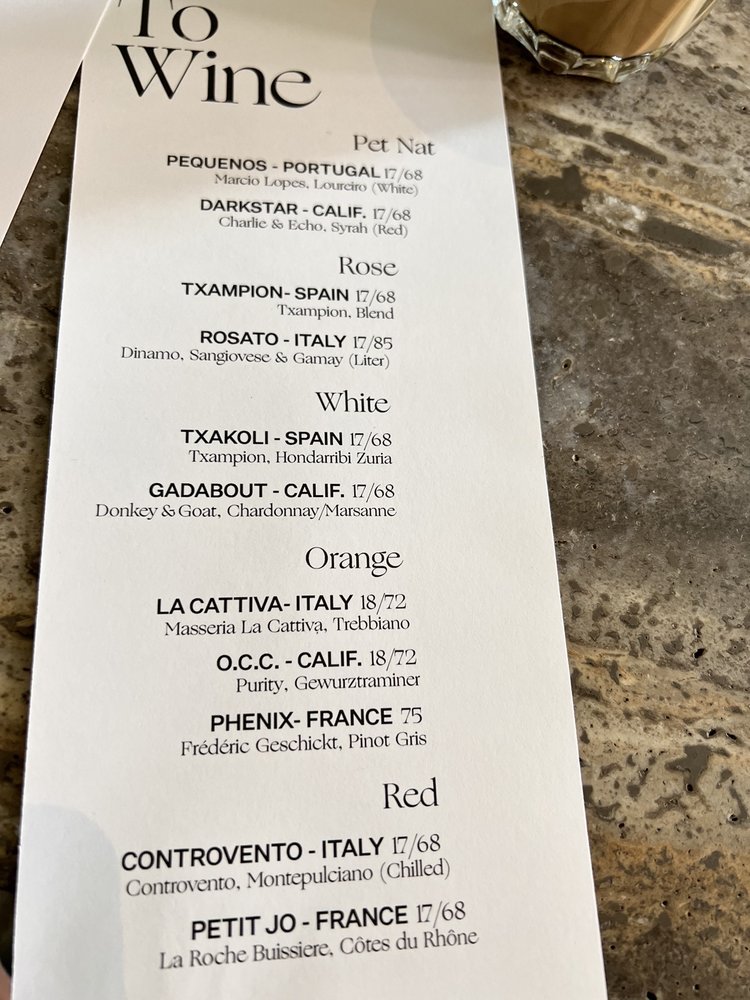 To
Wine
Pet Nat
PEQUENOS - PORTUGAL 17/68
Marcio Lopes, Loureiro (White)
DARKSTAR - CALIF. 17/68
Charlie & Echo, Syrah (Red)
Rose
TXAMPION- SPAIN 17/68
Txampion, Blend
ROSATO - ITALY 17/85
Dinamo, Sangiovese & Gamay (Liter)
White
TXAKOLI - SPAIN 17/68
Txampion, Hondarribi Zuria
GADABOUT - CALIF. 17/68
Donkey & Goat, Chardonnay/Marsanne
Orange
LA CATTIVA- ITALY 18/72
Masseria La Cattiva, Trebbiano
O.C.C. - CALIF. 18/72
Purity, Gewurztraminer
PHENIX- FRANCE 75
Frédéric Geschickt, Pinot Gris
Red
CONTROVENTO - ITALY 17/68
Controvento, Montepulciano (Chilled)
PETIT JO - FRANCE 17/68
La Roche Buissiere, Côtes du Rhône